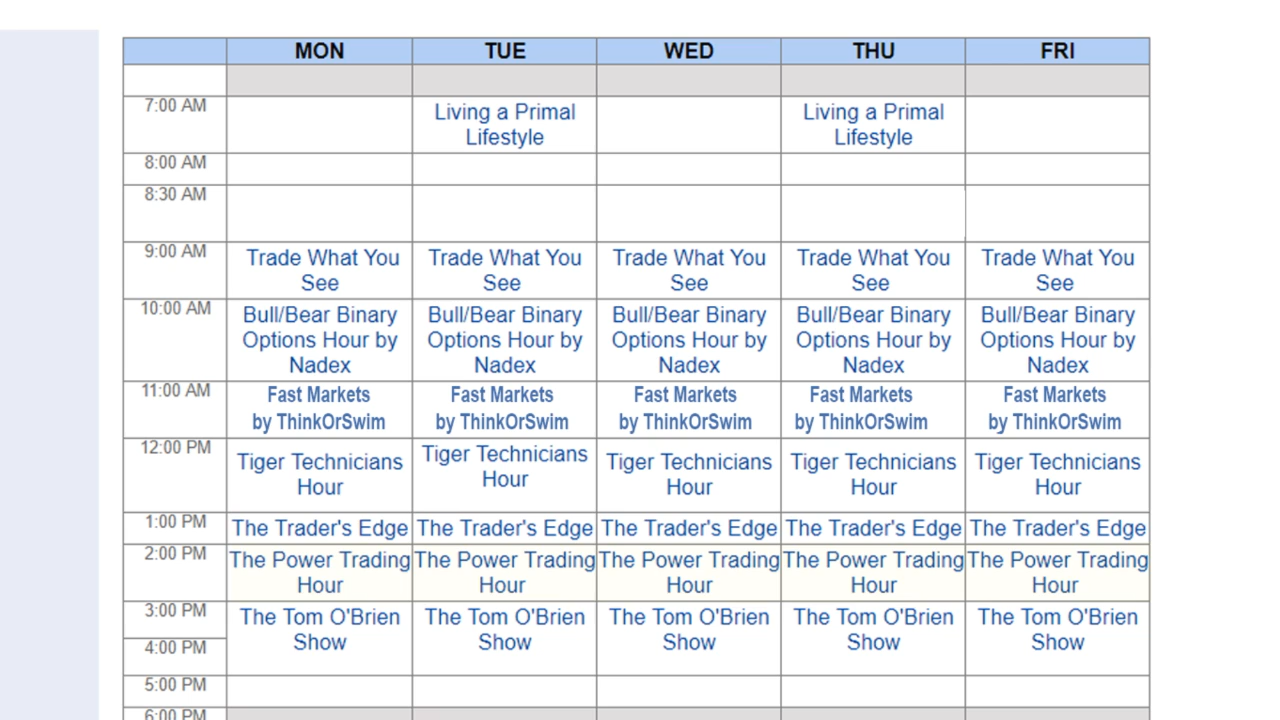 MON TUE WED THU FRI
7:00 AM Living a Primal Living a Primal
Lifestyle Lifestyle
8:00 AM
8:30 AM
9:00 AM Trade What You Trade What You Trade What You Trade What You Trade What You
See See See See See
10:00 AM Bull/Bear Binary Bull/Bear Binary Bull/Bear Binary Bull/Bear Binary Bull/Bear Binary
Options Hour by Options Hour by Options Hour by Options Hour by Options Hour by
Nadex Nadex Nadex Nadex Nadex
11:00 AM Fast Markets Fast Markets Fast Markets Fast Markets Fast Markets
by ThinkOrSwim by ThinkOrSwim by ThinkOrSwim by ThinkOrSwim by ThinkOrSwim
12:00 PM Tiger Technicians Tiger Technicians Tiger Technicians Tiger Technicians Tiger Technicians
Hour Hour Hour Hour Hour
1:00 PM The Trader's Edge The Trader's Edge The Trader's Edge The Trader's Edge The Trader's Edge
2:00 PM The Power Trading The Power Trading The Power Trading The Power Trading The Power Trading
Hour Hour Hour Hour Hour
3:00 PM The Tom O'Brien The Tom O'Brien The Tom O'Brien The Tom O'Brien The Tom O'Brien
Show Show Show Show Show
4:00 PM
5:00 PM
6:00 PM